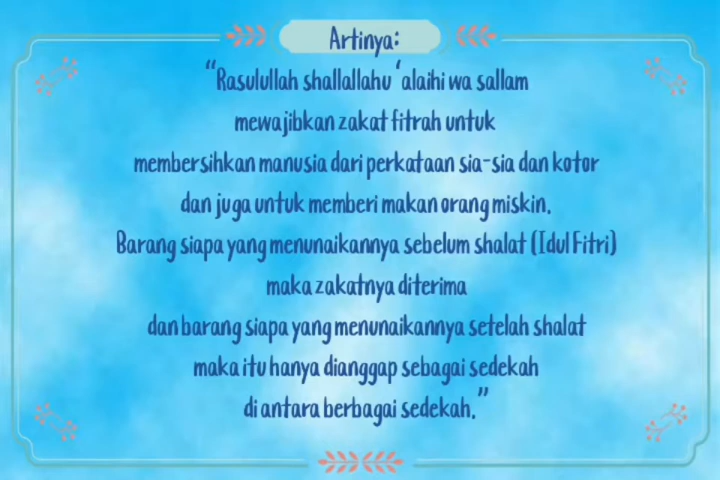 Artinya:
“Rasulullah shallallahu ‘alaihi wa sallam
mewajibkan zakat fitrah untuk
membersihkan manusia dari perkataan sia-sia dan kotor
dan juga untuk memberi makan orang miskin.
Barang siapa yang menunaikannya sebelum shalat (Idul Fitri)
maka zakatnya diterima
dan barang siapa yang menunaikannya setelah shalat
maka itu hanya dianggap sebagai sedekah
di antara berbagai sedekah.”